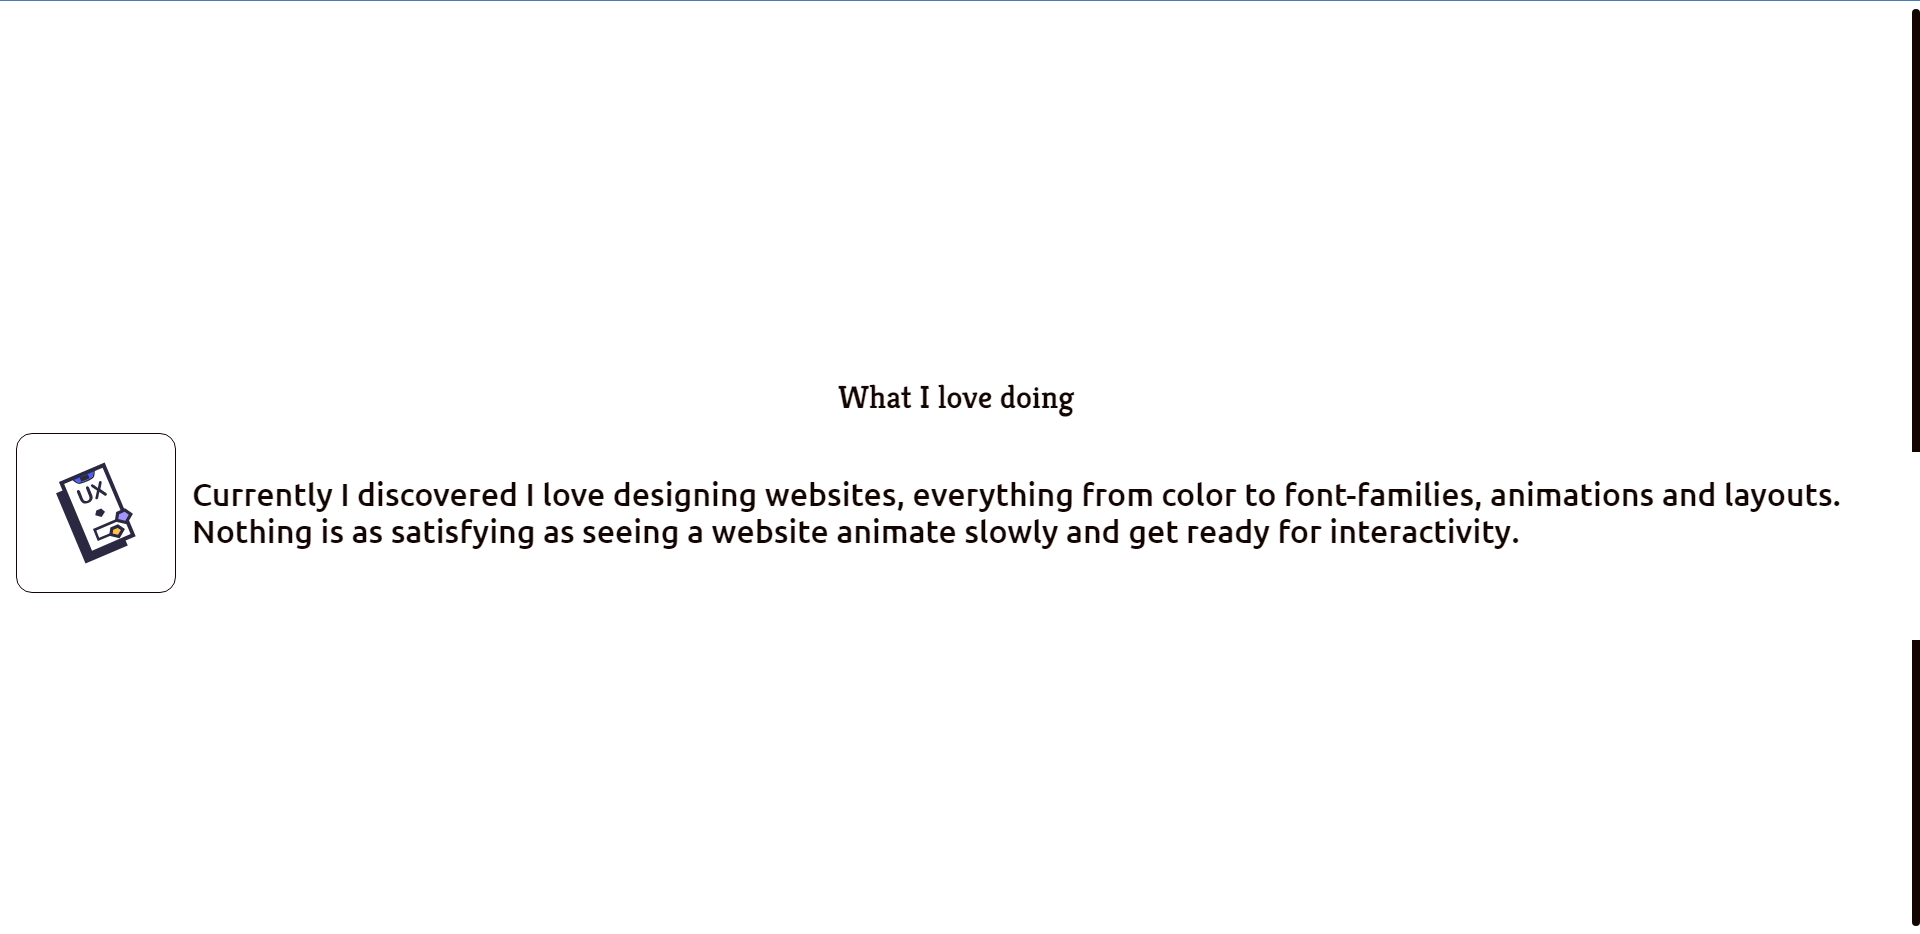 What I love doing
UX
Currently I discovered I love designing websites, everything from color to font-families, animations and layouts.
Nothing is as satisfying as seeing a website animate slowly and get ready for interactivity.